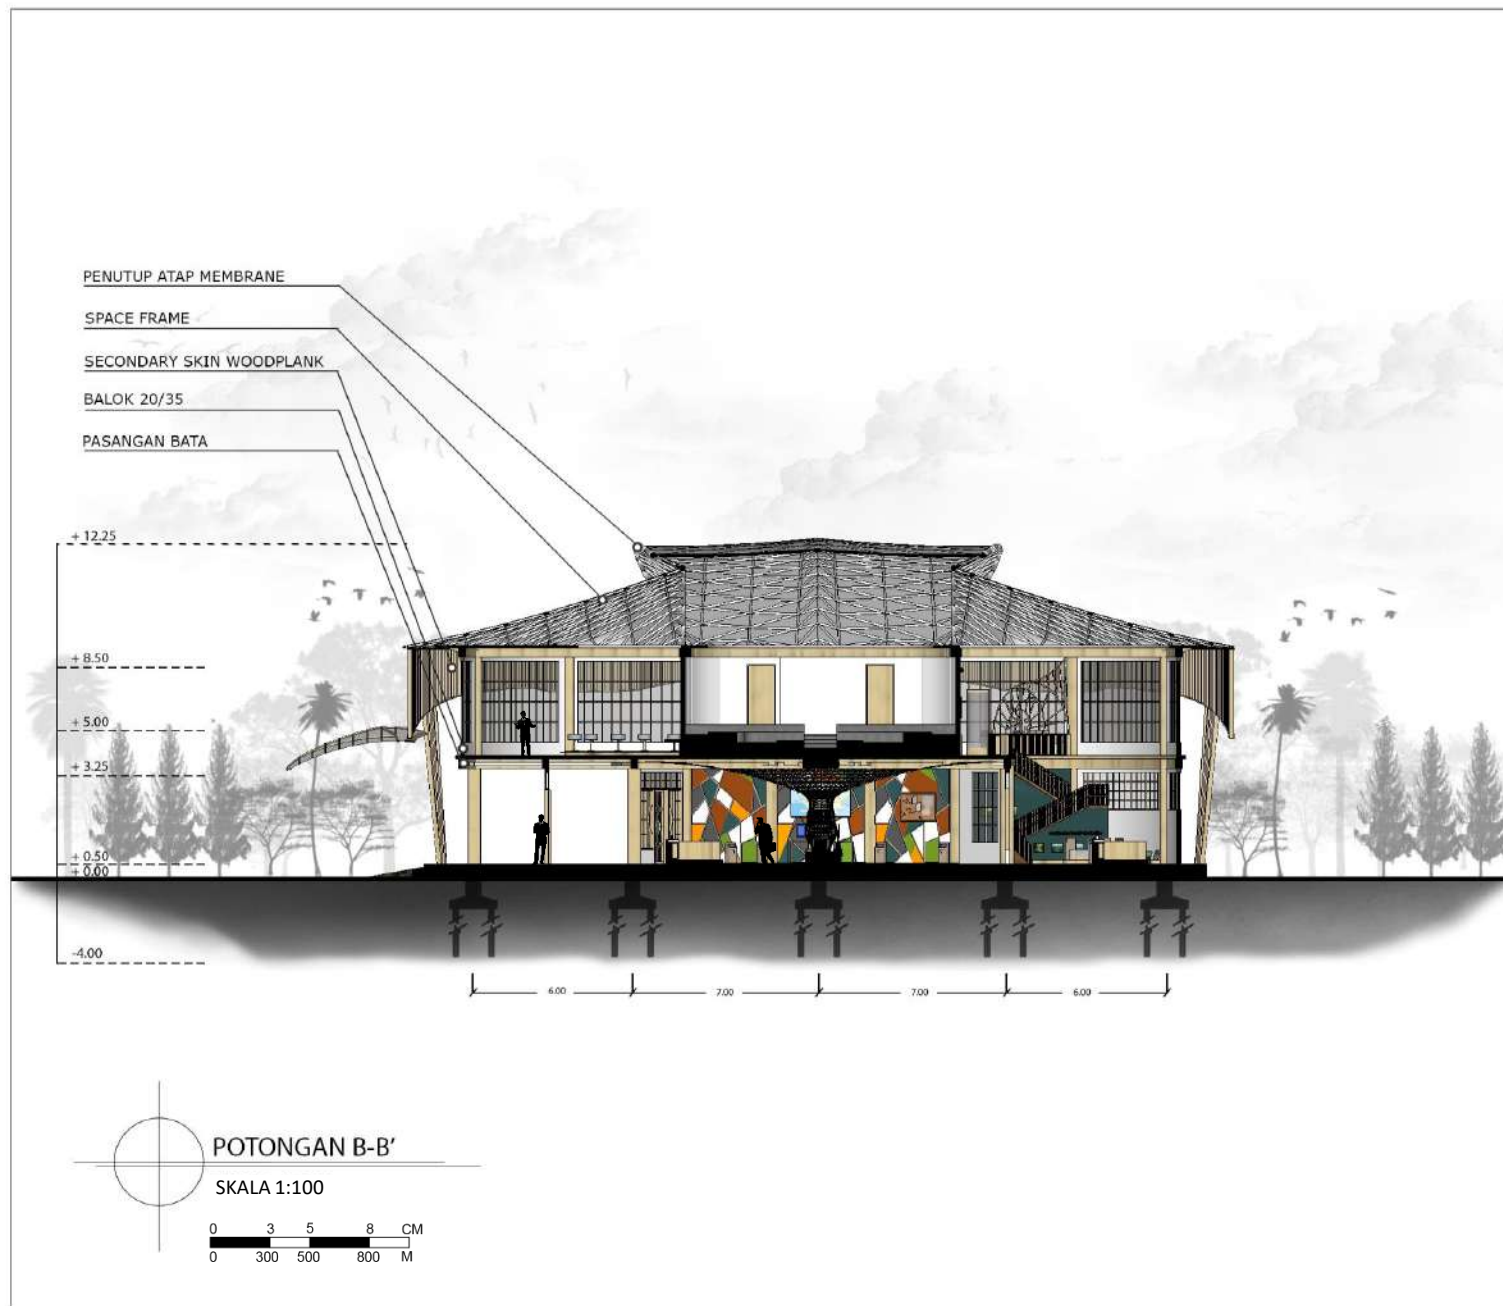 PENUTUP ATAP MEMBRANE
SPACE FRAME
SECONDARY SKIN WOODPLANK
BALOK 20/35
PASANGAN BATA
+ 12.25
+ 8.50
+ 5.00
+ 3.25
+ 0.50
+ 0.00
-4.00
6.00 7.00 7.00 6.00
POTONGAN B-B'
SKALA 1:100
0 3 5 8 CM
0 300 500 800 M